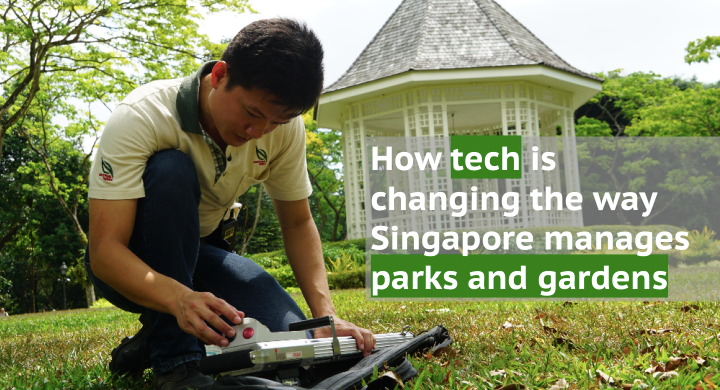 How tech is
changing the way
Singapore manages
parks and gardens